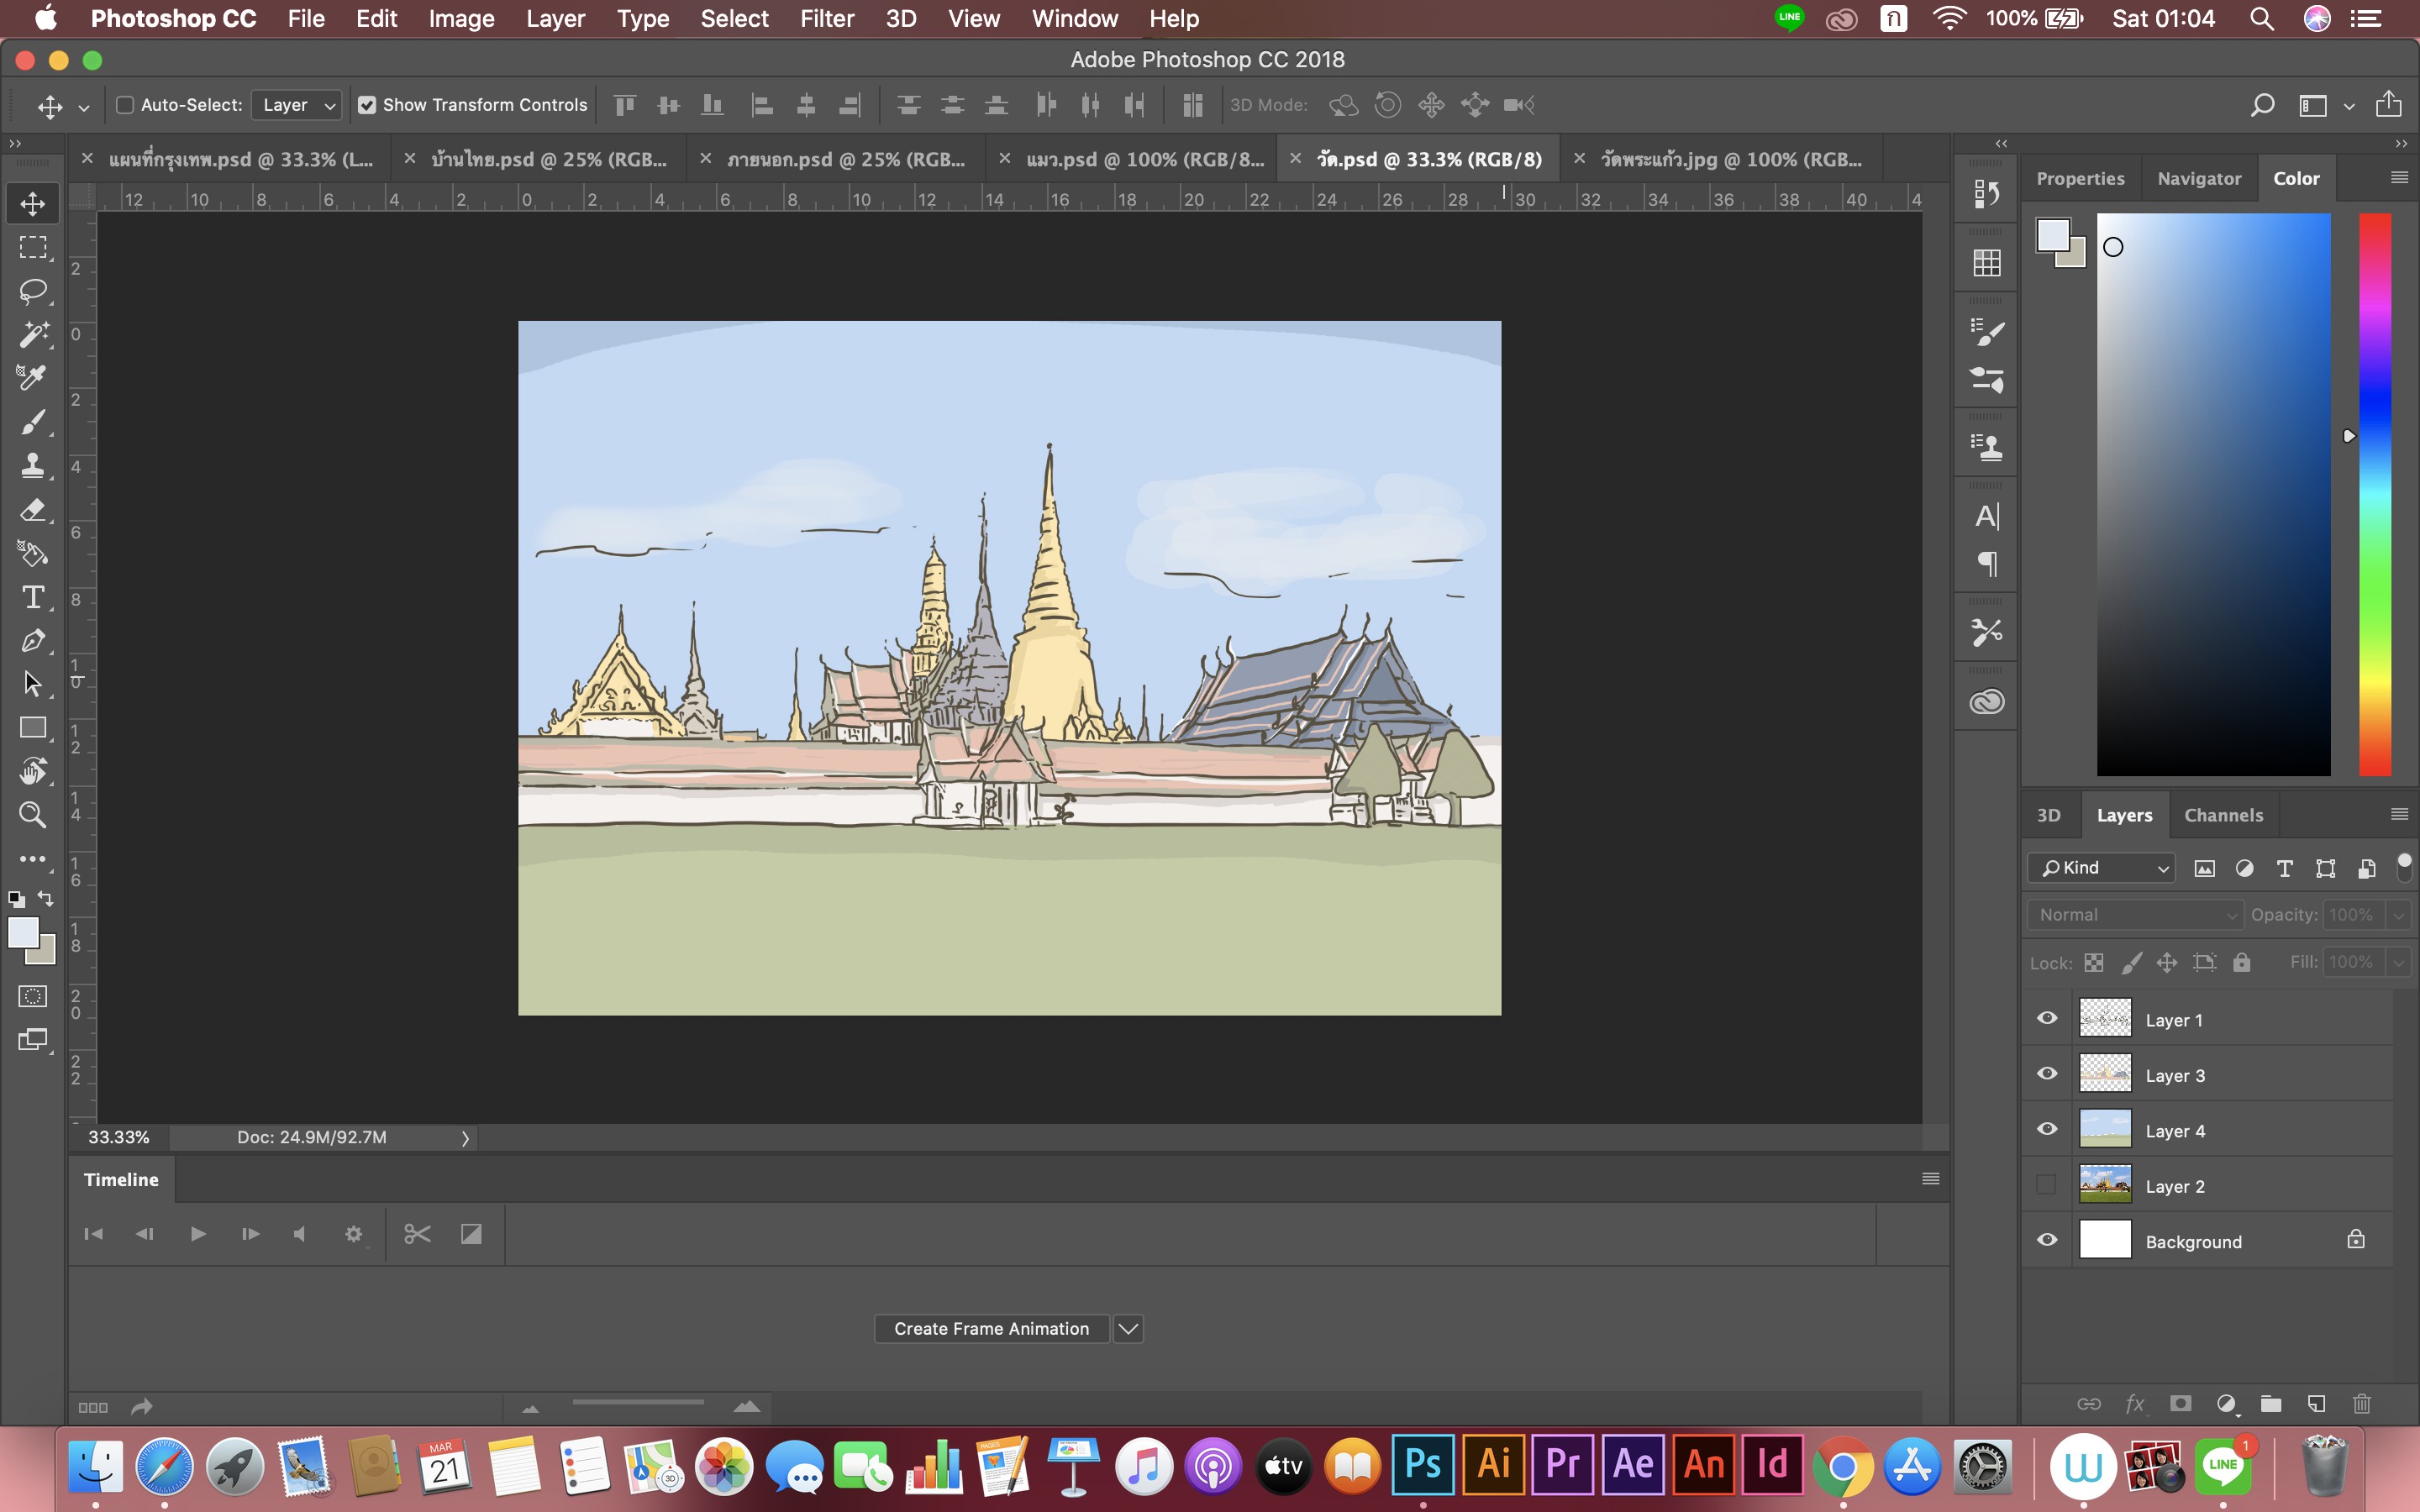 Photoshop CC File Edit Image Layer Type Select Filter 3D View Window Help LINE ก 100% Sat 01:04
Adobe Photoshop CC 2018
Auto-Select: Layer Show Transform Controls 3D Mode:
× แผนที่กรุงเทพ.psd @ 33.3% (L... × บ้านไทย.psd @ 25% (RGB... × ภายนอก.psd @ 25% (RGB... × แมว.psd @ 100% (RGB/8... × วัด.psd @ 33.3% (RGB/8) × วัดพระแก้ว.jpg @ 100% (RGB...
12 10 8 6 4 2 0 2 4 6 8 10 12 14 16 18 20 22 24 26 28 30 32 34 36 38 40 4
2
0
2
4
6
8
10
12
14
16
18
20
22
Properties Navigator Color
3D Layers Channels
Kind
Normal Opacity: 100%
Lock: Fill: 100%
Layer 1
Layer 3
Layer 4
Layer 2
Background
fx
33.33% Doc: 24.9M/92.7M
Timeline
Create Frame Animation
MAR
21
PAGES
3D
tv
Ps Ai Pr Ae An Id
W
LINE
1